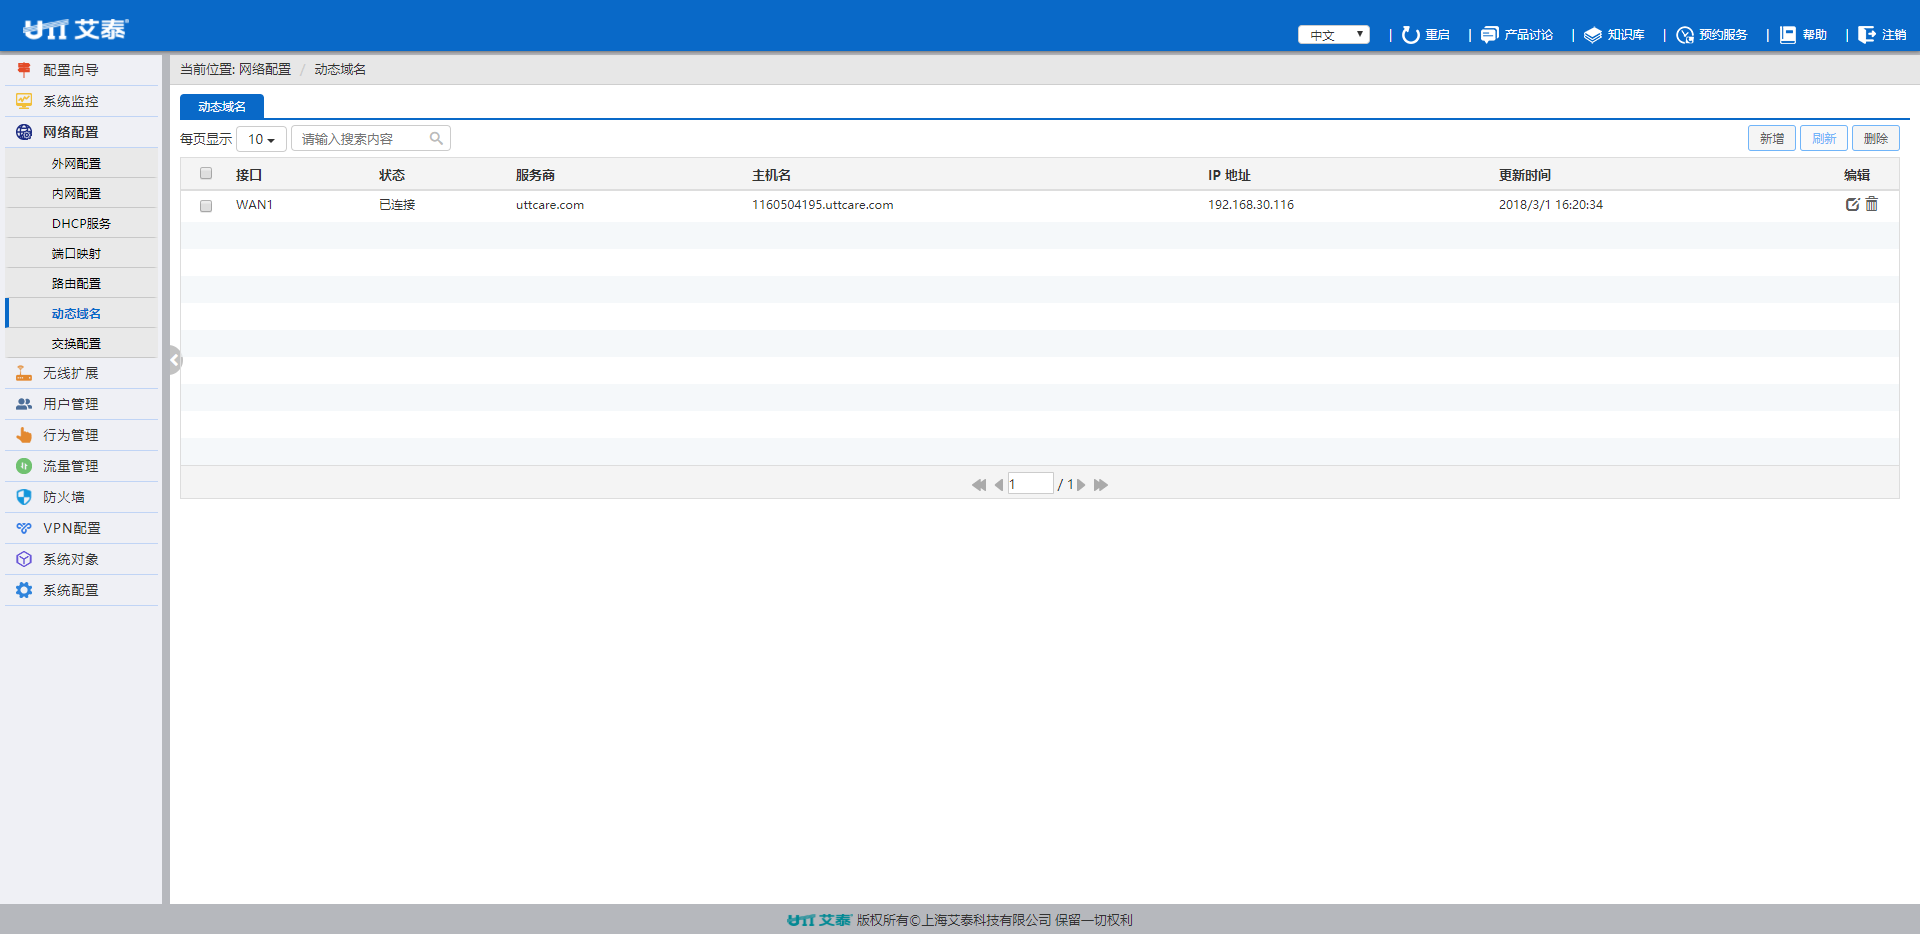 UTT 艾泰
中文
重启
产品讨论
知识库
预约服务
帮助
注销
配置向导
系统监控
网络配置
外网配置
内网配置
DHCP服务
端口映射
路由配置
动态域名
交换配置
无线扩展
用户管理
行为管理
流量管理
防火墙
VPN配置
系统对象
系统配置
当前位置: 网络配置 / 动态域名
动态域名
每页显示 10 请输入搜索内容
新增 刷新 删除
接口 状态 服务商 主机名 IP 地址 更新时间 编辑
WAN1 已连接 uttcare.com 1160504195.uttcare.com 192.168.30.116 2018/3/1 16:20:34
1 / 1
UTT 艾泰 版权所有©上海艾泰科技有限公司 保留一切权利